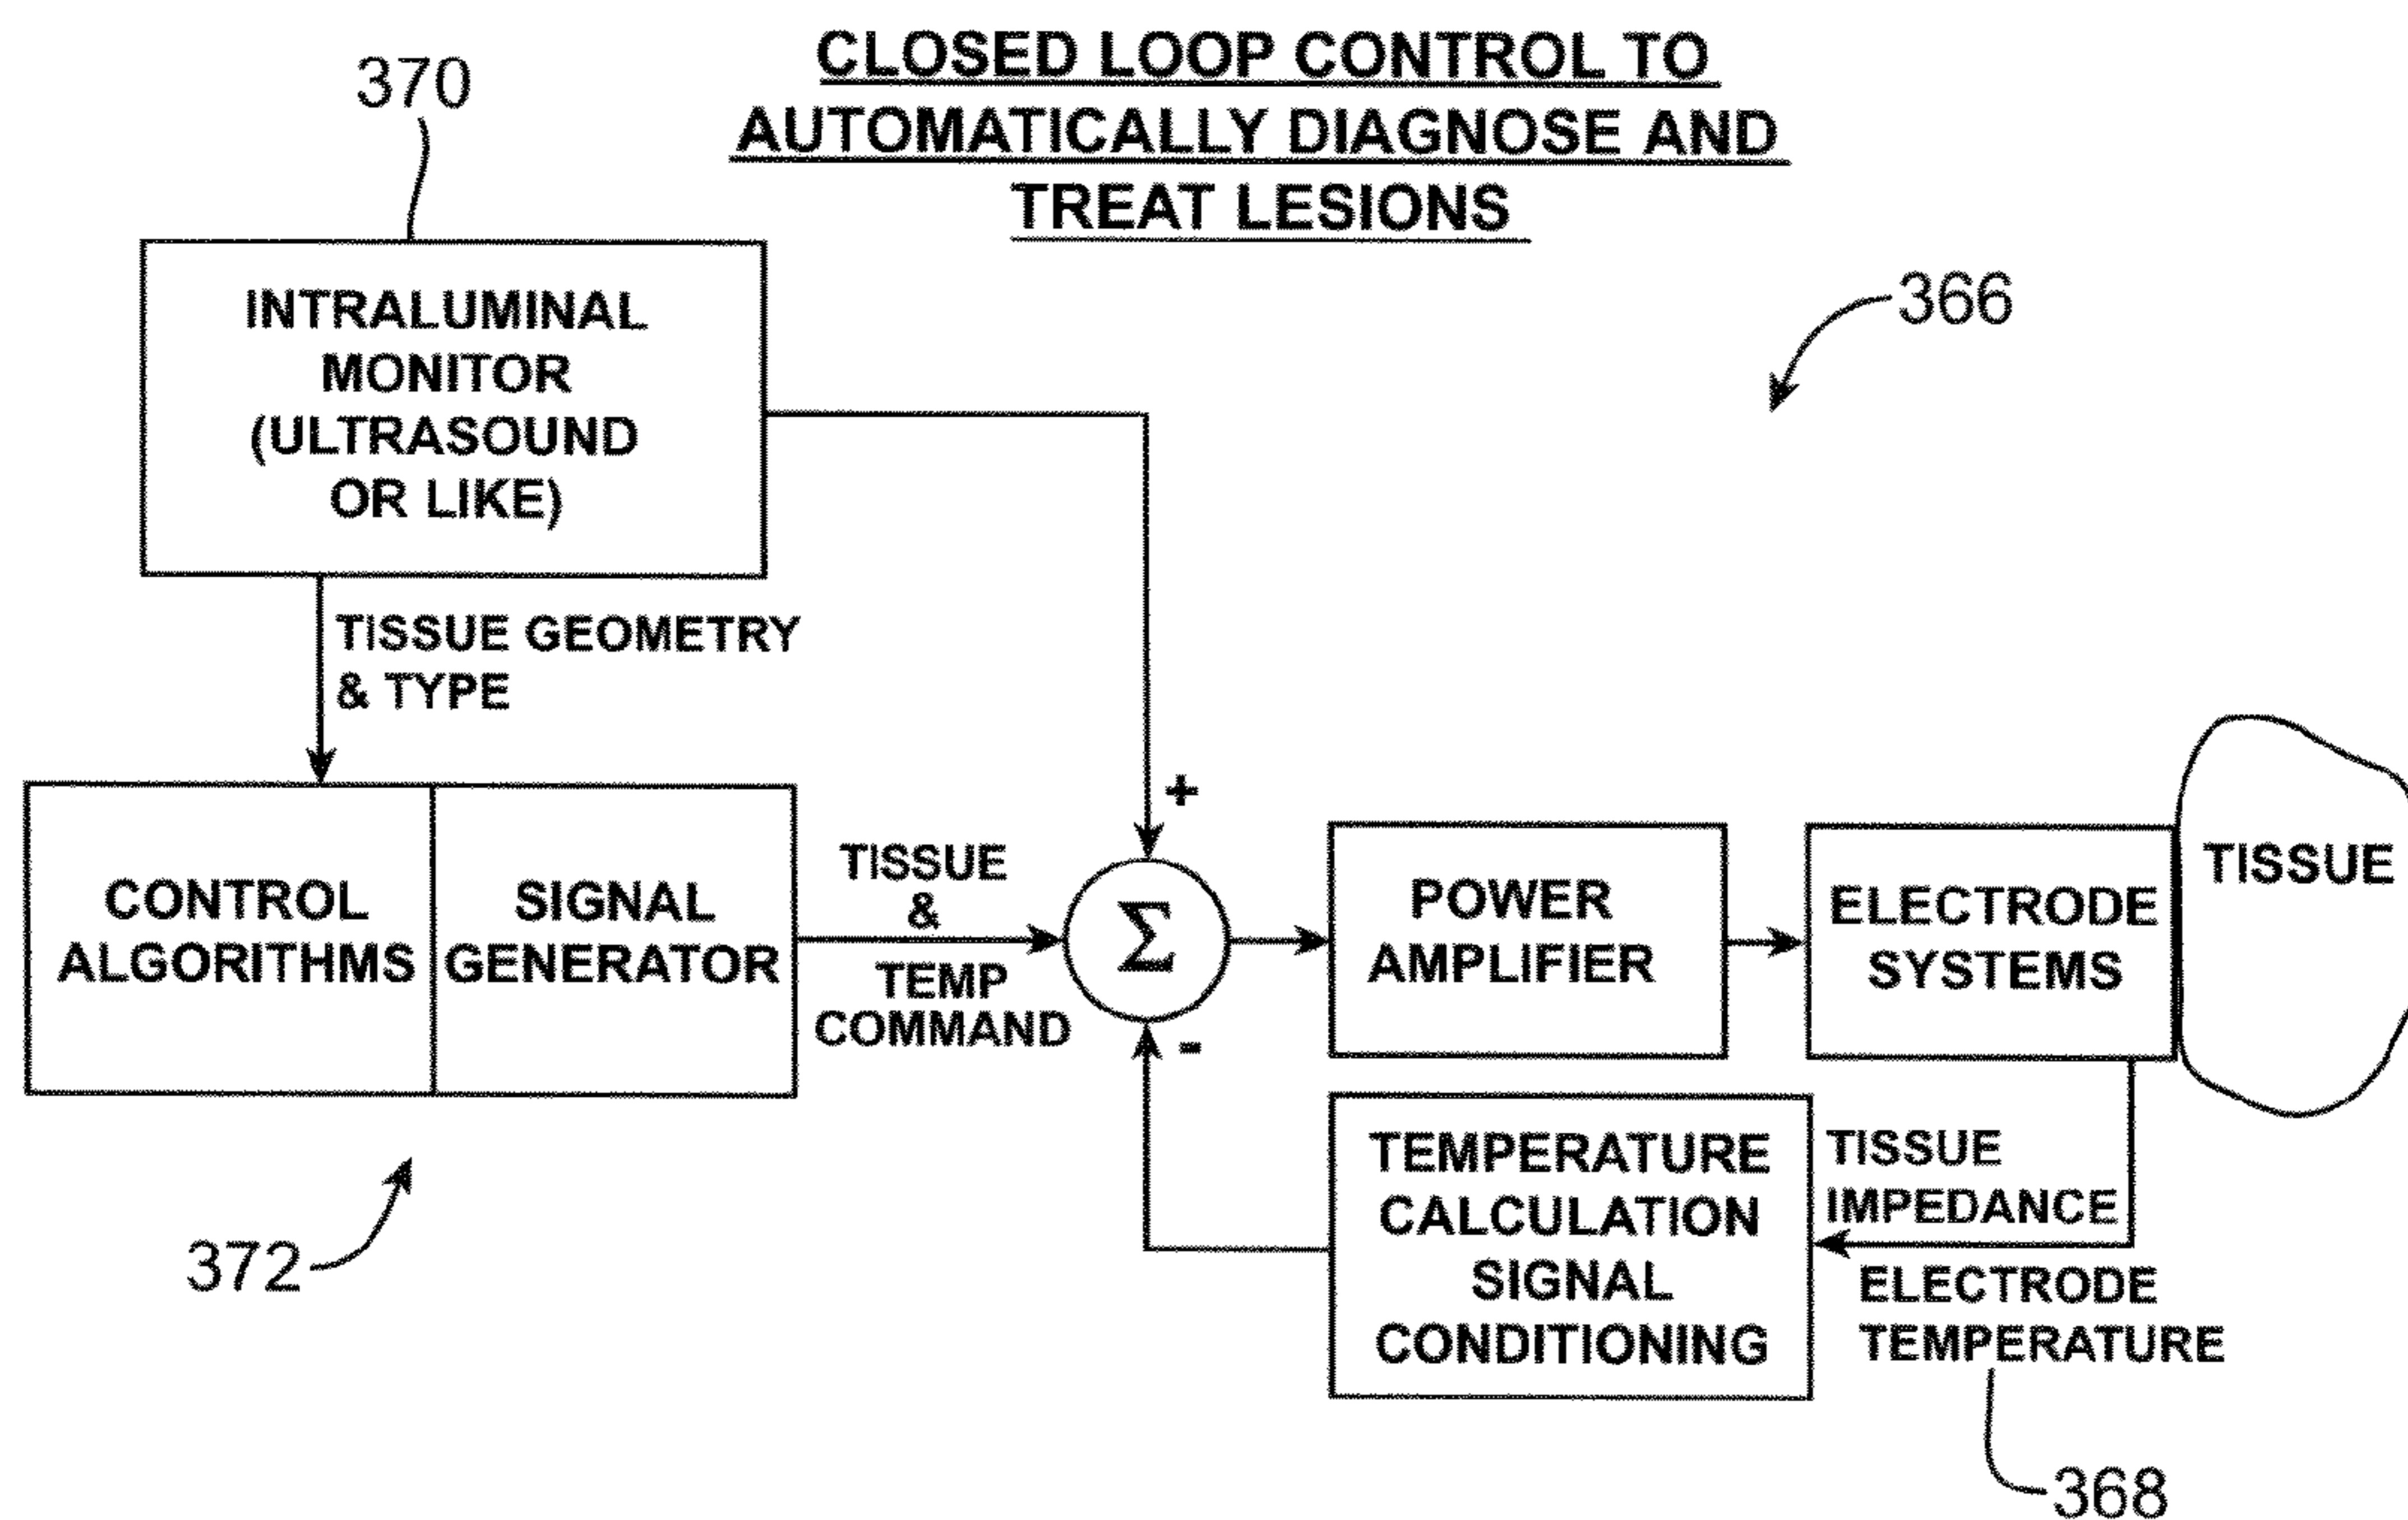 CLOSED LOOP CONTROL TO
AUTOMATICALLY DIAGNOSE AND
TREAT LESIONS
370
366
INTRALUMINAL
MONITOR
(ULTRASOUND
OR LIKE)
TISSUE GEOMETRY
& TYPE
CONTROL
ALGORITHMS
SIGNAL
GENERATOR
TISSUE
&
TEMP
COMMAND
+
Σ
-
POWER
AMPLIFIER
ELECTRODE
SYSTEMS
TISSUE
TEMPERATURE
CALCULATION
SIGNAL
CONDITIONING
TISSUE
IMPEDANCE
ELECTRODE
TEMPERATURE
372
368